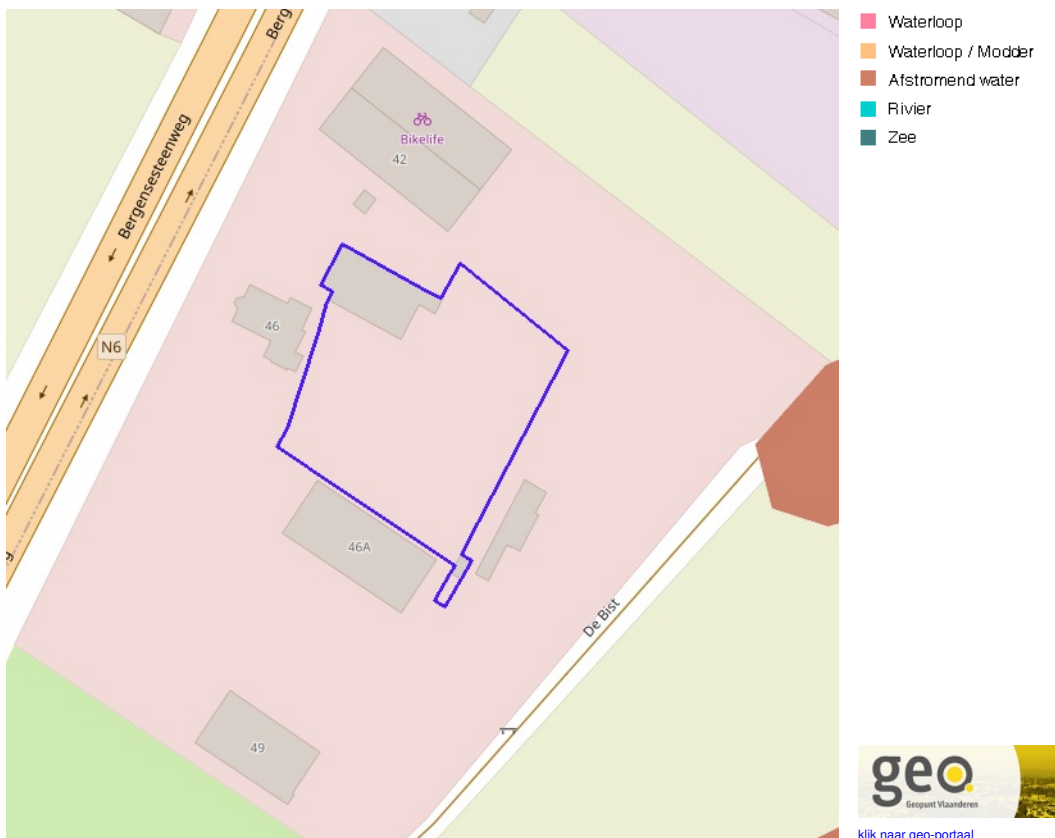 Berg
Bergensesteenweg
Bikelife
42
46
N6
46A
De Bist
49
g
Waterloop
Waterloop / Modder
Afstromend water
Rivier
Zee
geo.
Geopunt Vlaanderen
klik naar geo-portaal